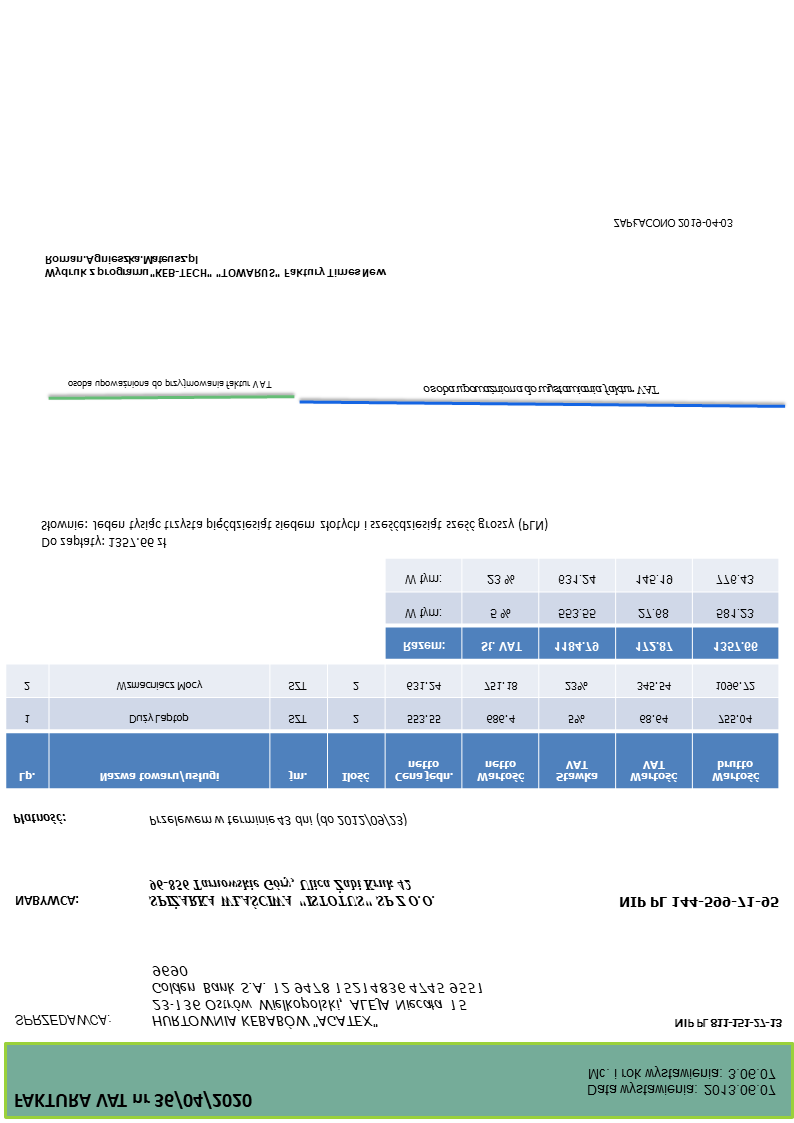 Data wystawienia: 2013.06.07
FAKTURA VAT nr 36/04/2020
Mc. i rok wystawienia: 3.06.07
SPRZEDAWCA: HURTOWNIA KEBABÓW "AGATEX" NIP PL 811-151-27-13
23-136 Ostrów Wielkopolski, ALEJA Niecała 15
Golden Bank S.A. 12 9478 15214836 4745 9551
9690
NABYWCA: SPIŻARKA WŁAŚCIWA "ISTOTUS" SP Z O.O. NIP PL 144-599-71-95
96-856 Tarnowskie Góry, Ulica Żabi Kruk 42
Płatność: Przelewem w terminie 43 dni (do 2012/09/23)
Lp. Nazwa towaru/usługi jm. Ilość Cena jedn. Wartość Stawka Wartość Wartość
netto netto VAT VAT brutto
1 Duży Laptop SZT 2 553.55 686.4 5% 68.64 755.04
2 Wzmacniacz Mocy SZT 2 631.24 751.18 23% 345.54 1096.72
Razem: St. VAT 1184.79 172.87 1357.66
W tym: 5 % 553.55 27.68 581.23
W tym: 23 % 631.24 145.19 776.43
Do zapłaty: 1357.66 zł
Słownie: Jeden tysiąc trzysta pięćdziesiąt siedem złotych i sześćdziesiąt sześć groszy (PLN)
osoba upoważniona do przyjmowania faktur VAT osoba upoważniona do wystawiania faktur VAT
Wydruk z programu "KEB-TECH" "TOWARUS" Faktury Times New
Roman.Agnieszka.Mateusz.pl
ZAPŁACONO 2019-04-03